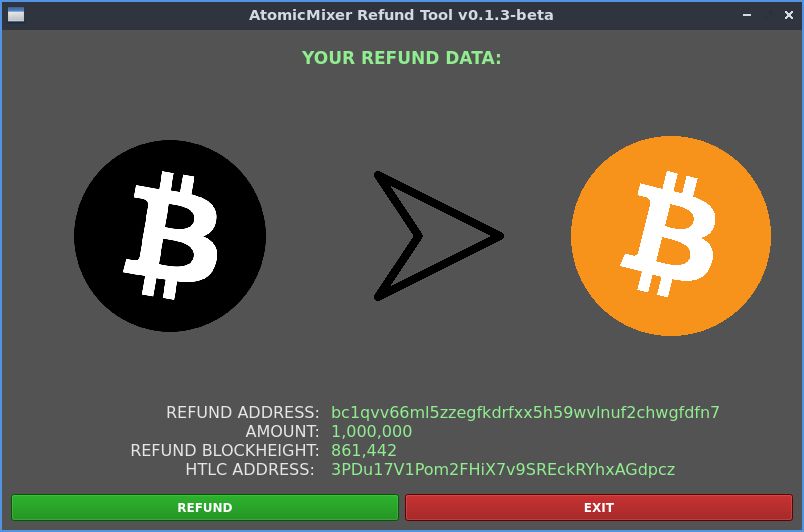 AtomicMixer Refund Tool v0.1.3-beta
YOUR REFUND DATA:
REFUND ADDRESS: bc1qvv66ml5zzegfkdrfxx5h59wvlnuf2chwgfdfn7
AMOUNT: 1,000,000
REFUND BLOCKHEIGHT: 861,442
HTLC ADDRESS: 3PDu17V1Pom2FHiX7v9SREckRYhxAGdpcz
REFUND EXIT